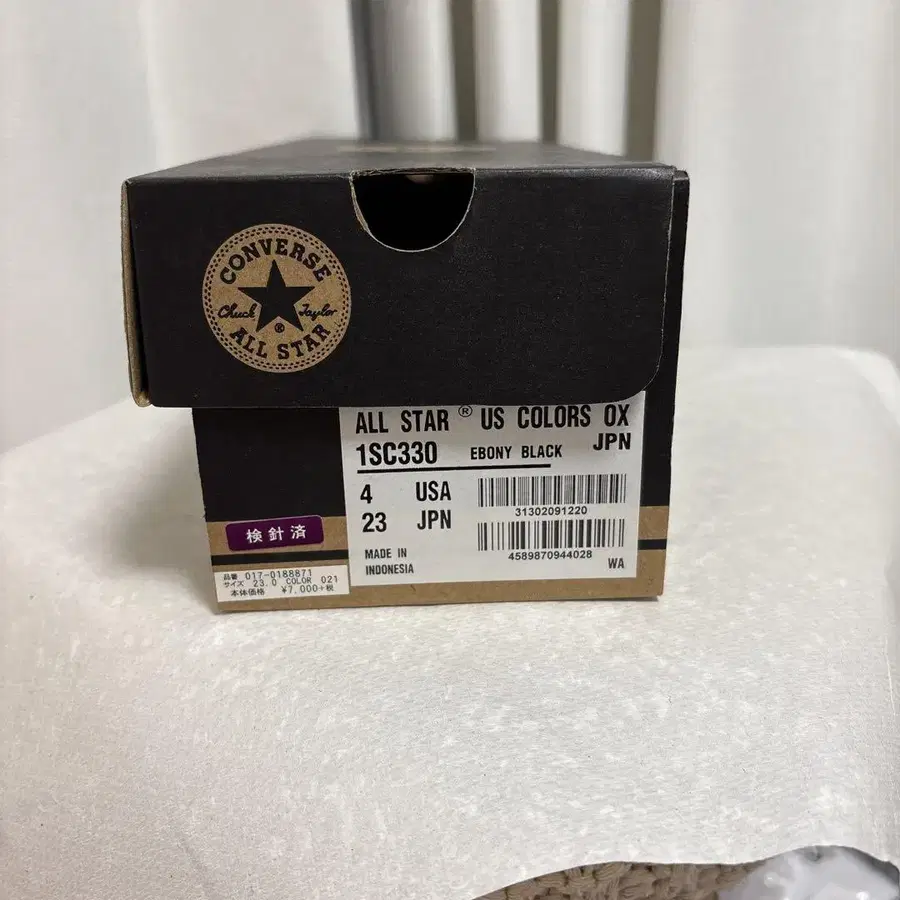 CONVERSE
Chuck Taylor
®
ALL STAR
ALL STAR® US COLORS OX
1SC330 EBONY BLACK JPN
4 USA
31302091220
23 JPN
4589870944028
MADE IN
INDONESIA
WA
検針済
品番 017-0188871
サイズ 23.0 COLOR 021
本体価格 ¥7,000+税